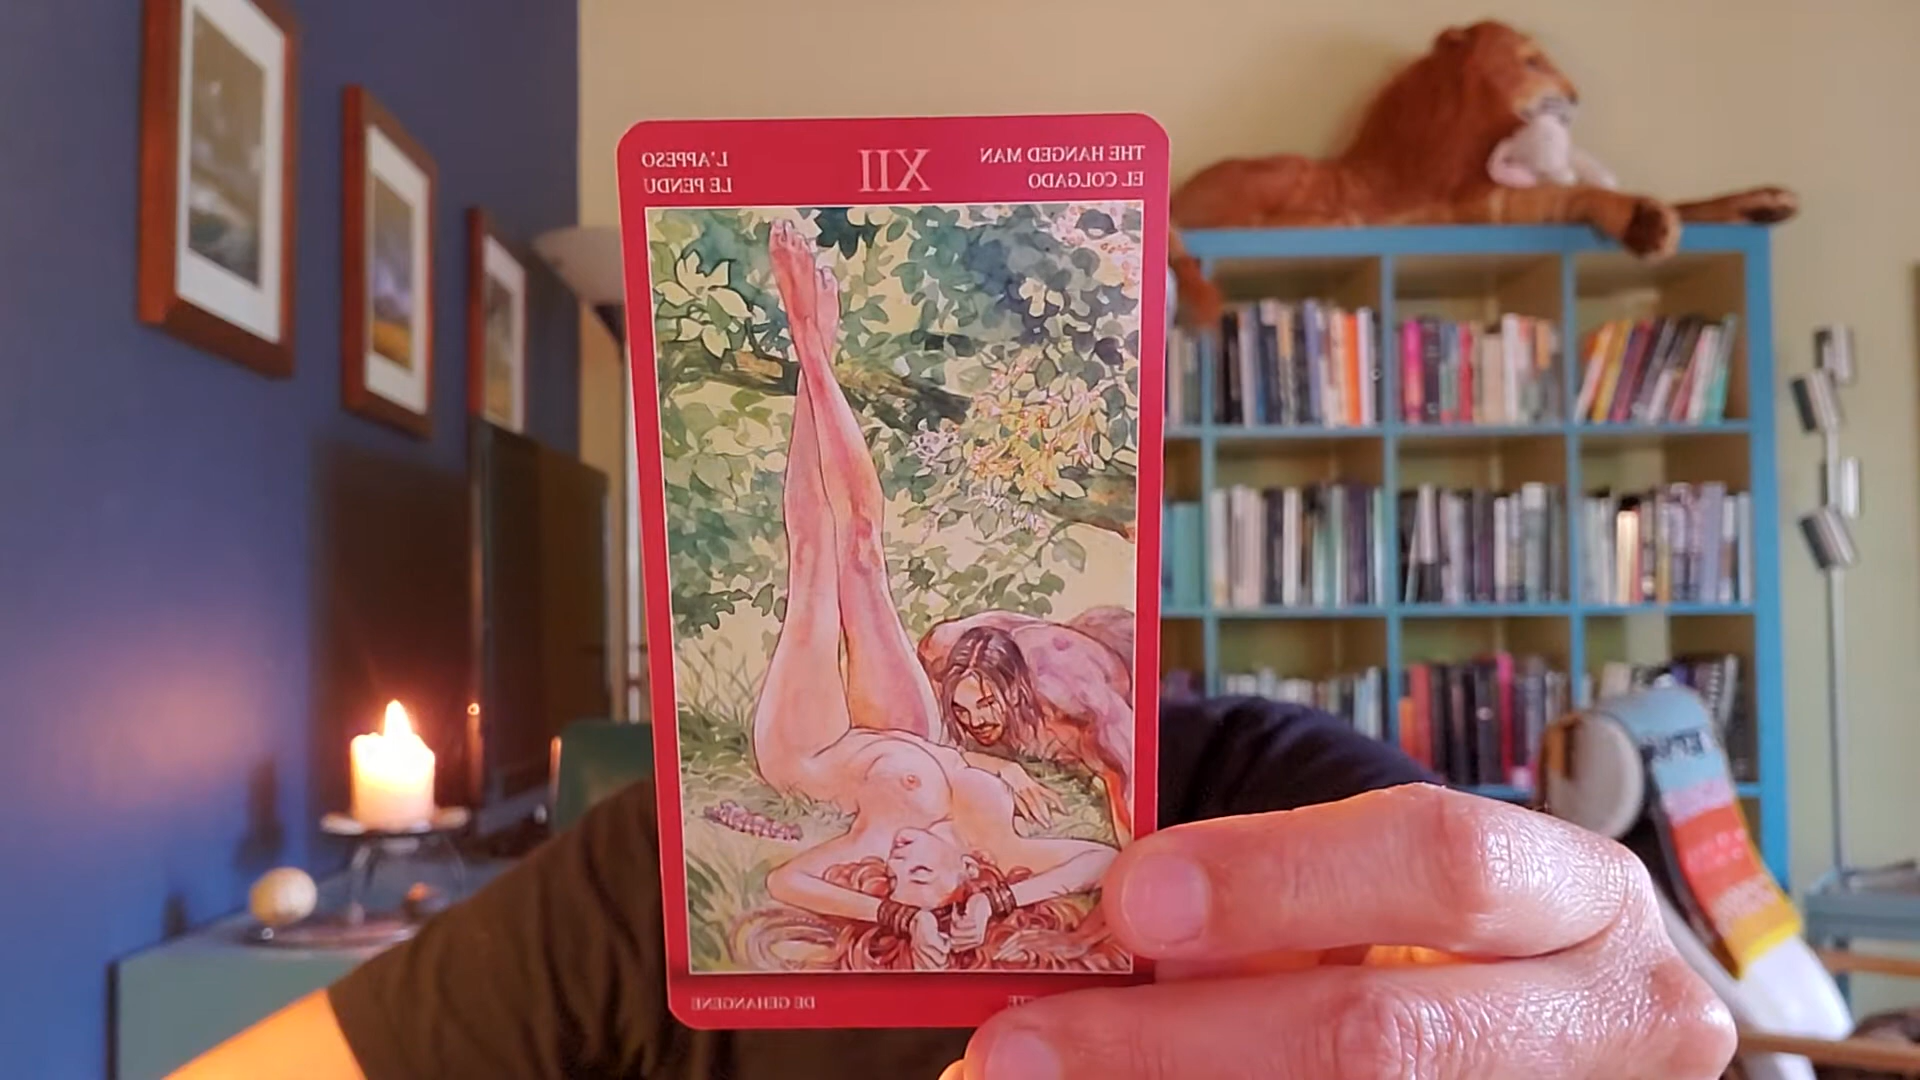 L'APPESO
LE PENDU
XII
THE HANGED MAN
EL COLGADO
DE GEHANGENE